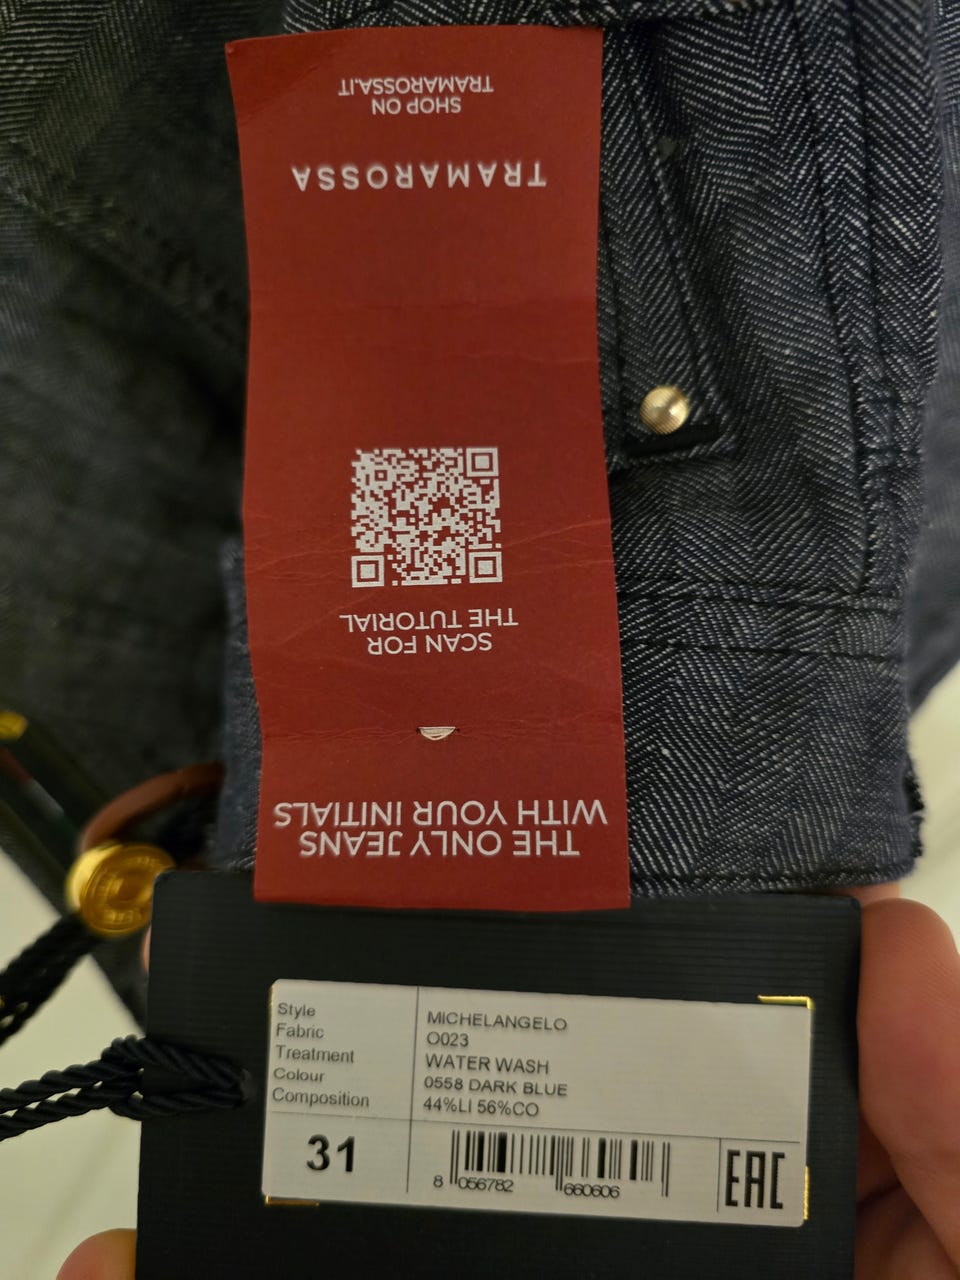 THE ONLY JEANS
WITH YOUR INITIALS
SCAN FOR
THE TUTORIAL
TRAMAROSSA
SHOP ON
TRAMAROSSA.IT
Style MICHELANGELO
Fabric O023
Treatment WATER WASH
Colour 0558 DARK BLUE
Composition 44%LI 56%CO
31
8 056782 660606
EAC